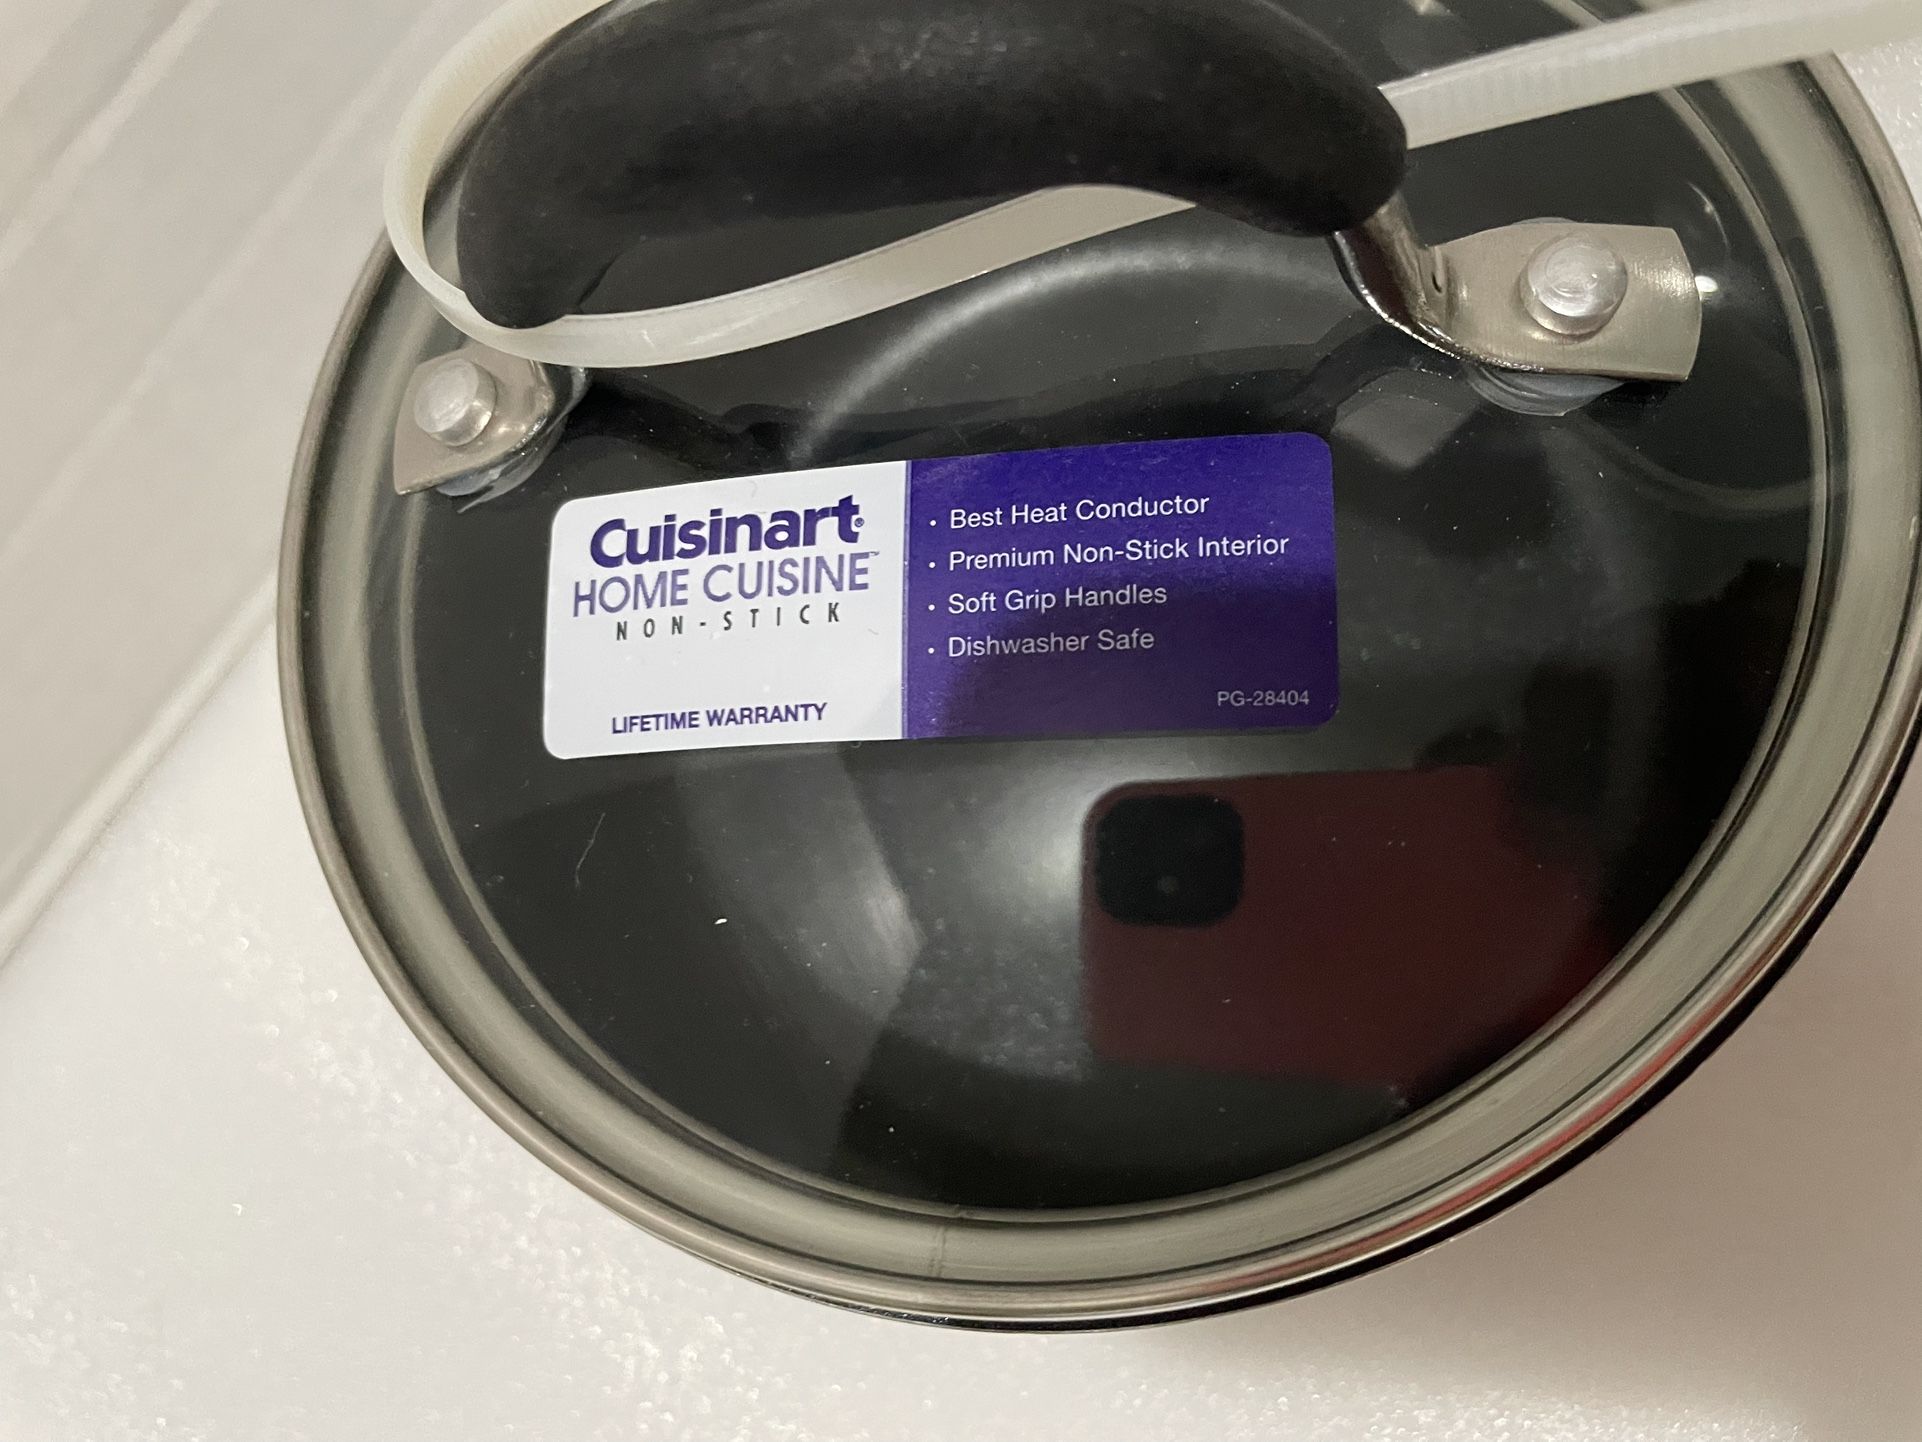 Cuisinart®
HOME CUISINE™
NON-STICK
LIFETIME WARRANTY
• Best Heat Conductor
• Premium Non-Stick Interior
• Soft Grip Handles
• Dishwasher Safe
PG-28404